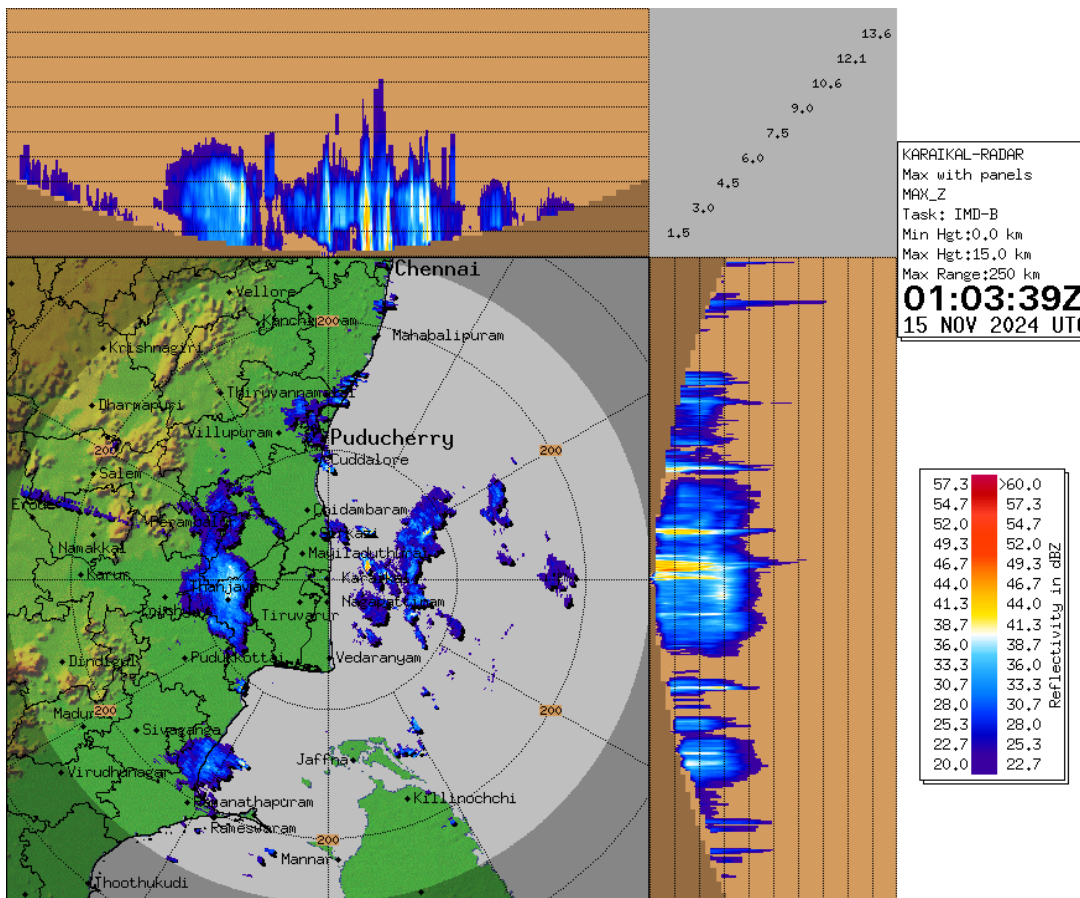 13.6
12.1
10.6
9.0
7.5
6.0
4.5
3.0
1.5
KARAIKAL-RADAR
Max with panels
MAX_Z
Task: IMD-B
Min Hgt:0.0 km
Max Hgt:15.0 km
Max Range:250 km
01:03:39Z
15 NOV 2024 UTC
Chennai
Vellore
200
Mahabalipuram
Krishnagiri
Dharmapuri
Villupuram
Puducherry
200
200
Cuddalore
Salem
Chidambaram
Namakkal
Karur
Tiruvarur
Pudukkottai
Vedaranyam
Dindigul
200
200
Sivaganga
Jaffna
Virudhunagar
Killinochchi
Rameswaram
200
Mannar
Thoothukudi
57.3 >60.0
54.7 57.3
52.0 54.7
49.3 52.0
46.7 49.3
44.0 46.7
41.3 44.0
38.7 41.3
36.0 38.7
33.3 36.0
30.7 33.3
28.0 30.7
25.3 28.0
22.7 25.3
20.0 22.7
Reflectivity in dBZ